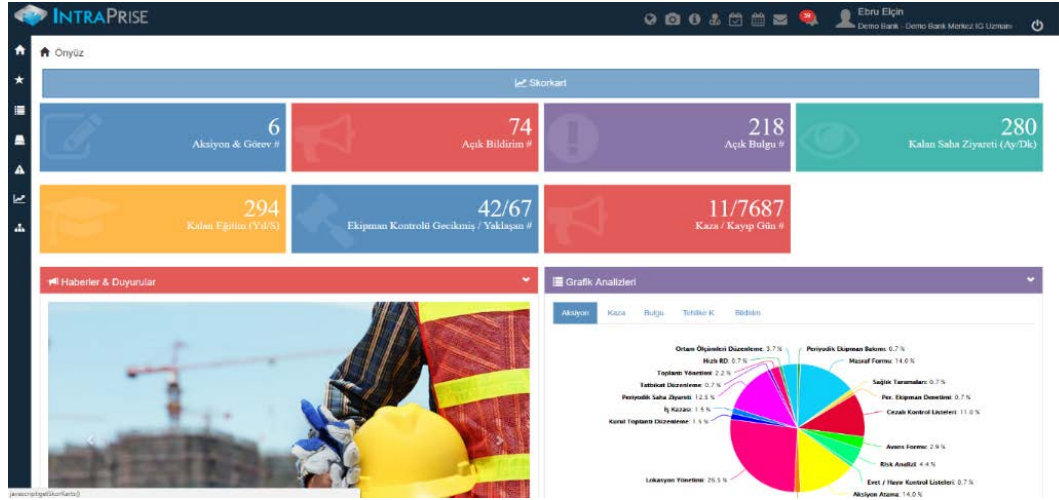 INTRAPRISE
Ebru Elçin
Demo Bank - Demo Bank Merkez IG Uzmanı
Önyüz
Skorkart
6
Aksiyon & Görev #
74
Açık Bildirim #
218
Açık Bulgu #
280
Kalan Saha Ziyareti (Ay/Dk)
294
Kalan Eğitim (Yıl/S)
42/67
Ekipman Kontrolü Gecikmiş / Yaklaşan #
11/7687
Kaza / Kayıp Gün #
Haberler & Duyurular
Grafik Analizleri
Aksiyon Kaza Bulgu Tehlike K. Bildirim
Ortam Ölçümleri Düzenleme: 3.7 % Periyodik Ekipman Bakımı: 0.7 %
Hızlı RD: 0.7 % Masraf Formu: 14.0 %
Toplantı Yönetimi: 2.2 %
Tatbikat Düzenleme: 0.7 % Sağlık Taramaları: 0.7 %
Periyodik Saha Ziyareti: 12.5 % Per. Ekipman Denetimi: 0.7 %
İş Kazası: 1.5 % Cezalı Kontrol Listeleri: 11.0 %
Kurul Toplantı Düzenleme: 1.5 %
Avans Formu: 2.9 %
Risk Analizi: 4.4 %
Lokasyon Yönetimi: 26.5 % Evet / Hayır Kontrol Listeleri: 0.7 %
Aksiyon Atama: 14.0 %
javascript:getSkorKarts()